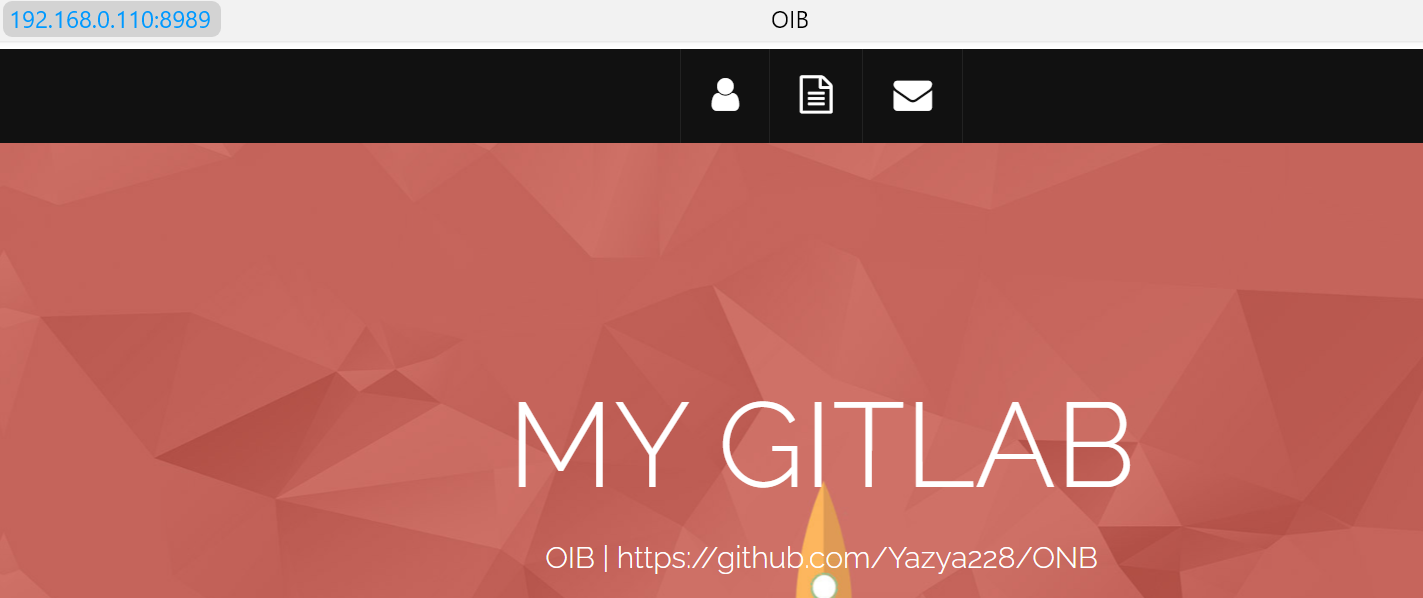 192.168.0.110:8989
OIB
MY GITLAB
OIB | https://github.com/Yazya228/ONB